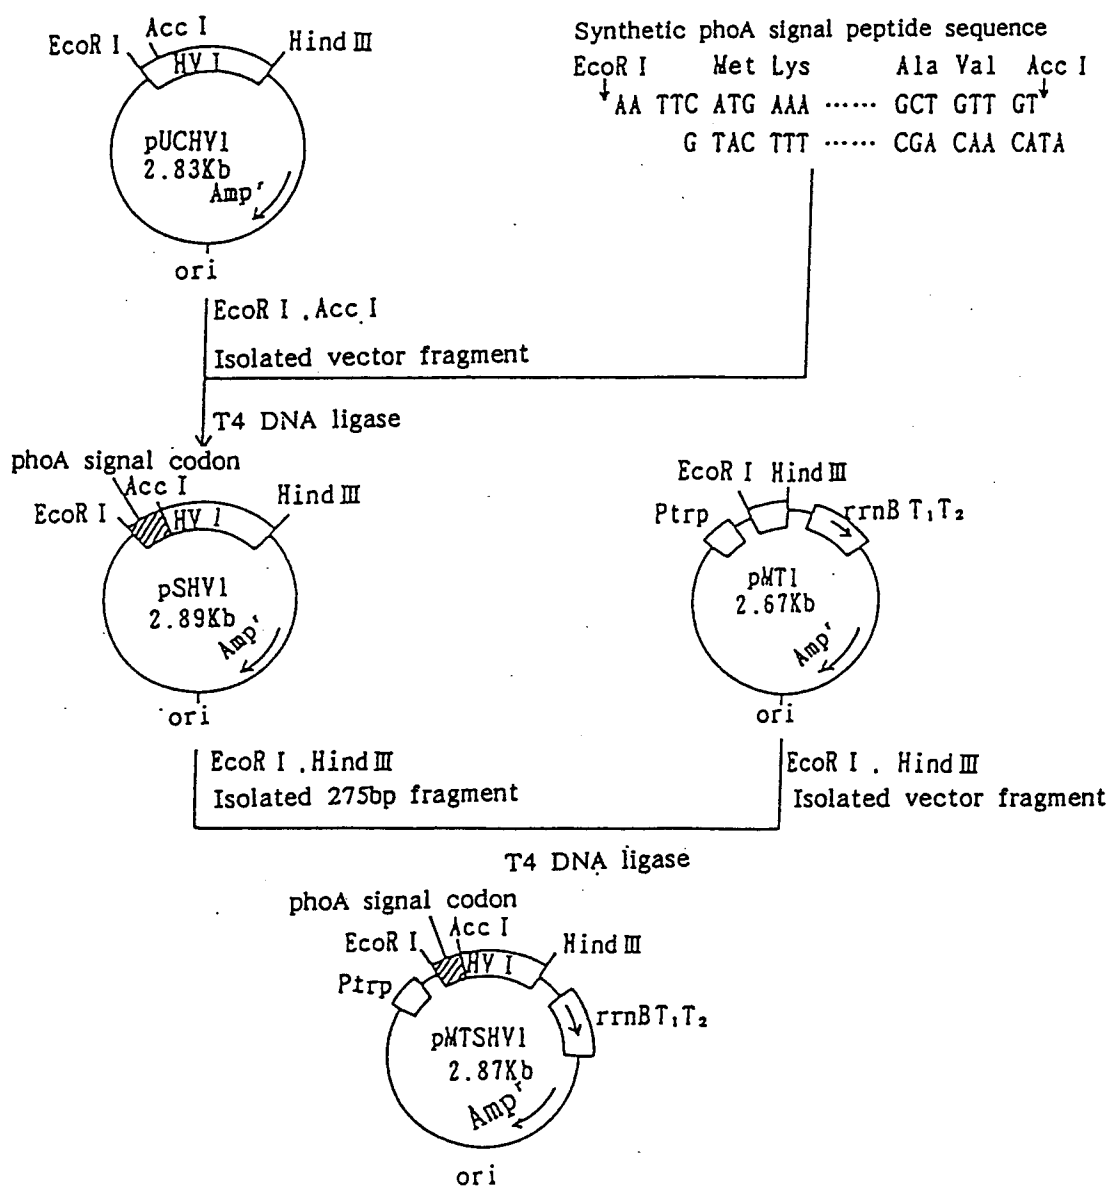 EcoR I
Acc I
Hind Ⅲ
HV 1
pUCHV1
2.83Kb
Amp^r
ori
Synthetic phoA signal peptide sequence
EcoR I Met Lys Ala Val Acc I
AA TTC ATG AAA ⋯⋯ GCT GTT GT
G TAC TTT ⋯⋯ CGA CAA CATA
EcoR I , Acc I
Isolated vector fragment
T4 DNA ligase
phoA signal codon
EcoR I
Acc I
Hind Ⅲ
HV 1
pSHV1
2.89Kb
Amp^r
ori
EcoR I Hind Ⅲ
Ptrp
rrnB T₁T₂
pMT1
2.67Kb
Amp^r
ori
EcoR I , Hind Ⅲ
Isolated 275bp fragment
EcoR I , Hind Ⅲ
Isolated vector fragment
T4 DNA ligase
phoA signal codon
EcoR I
Acc I
Hind Ⅲ
HV 1
Ptrp
rrnBT₁T₂
pMTSHV1
2.87Kb
Amp^r
ori